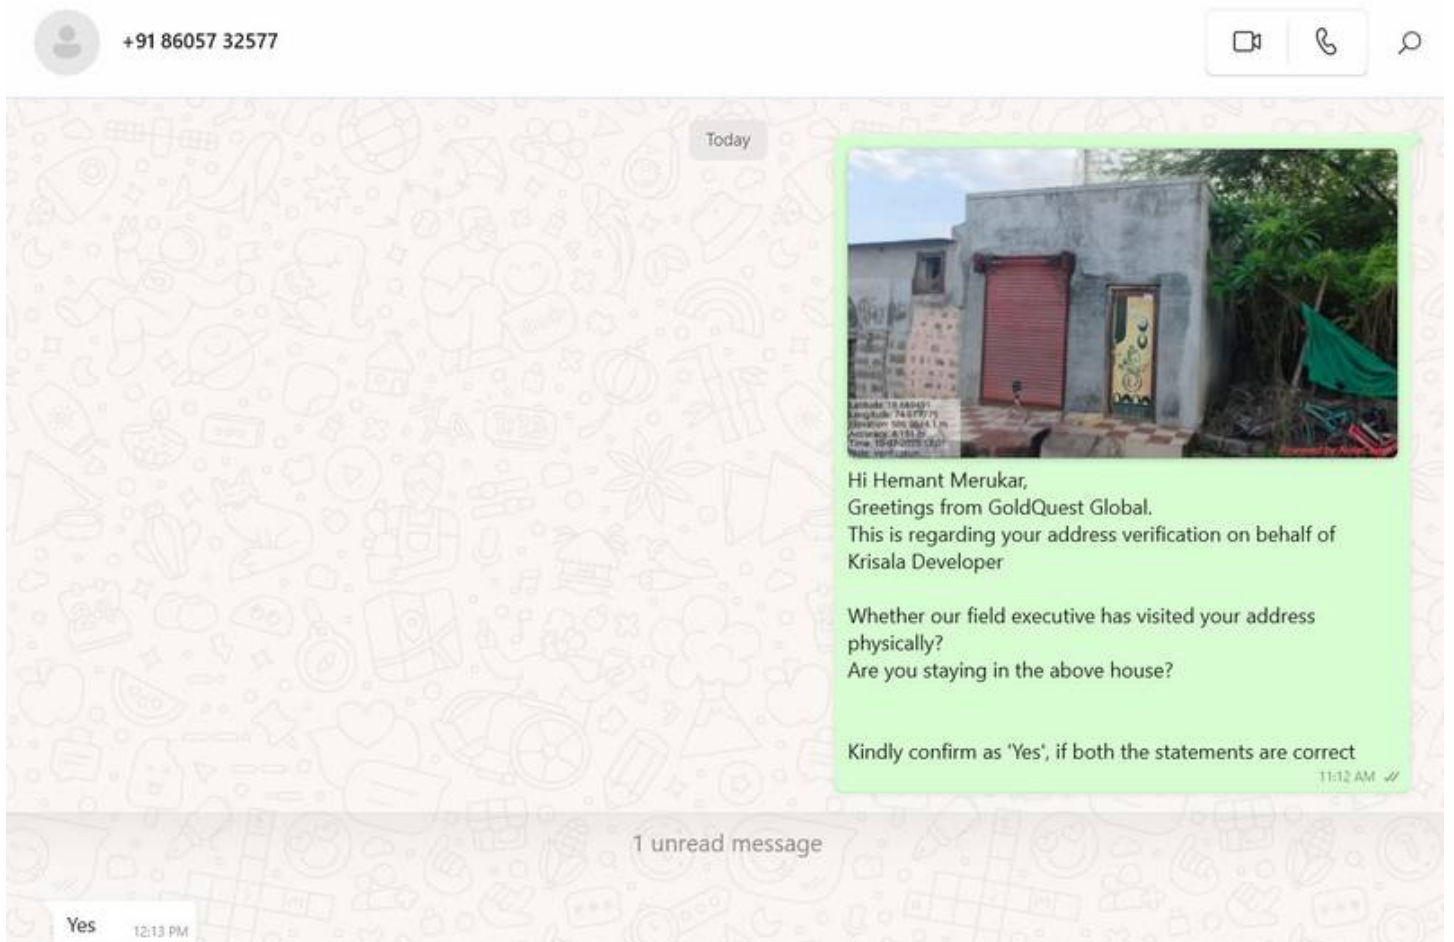 +91 86057 32577
Today
Hi Hemant Merukar,
Greetings from GoldQuest Global.
This is regarding your address verification on behalf of
Krisala Developer
Whether our field executive has visited your address
physically?
Are you staying in the above house?
Kindly confirm as 'Yes', if both the statements are correct
11:12 AM
1 unread message
Yes
12:13 PM